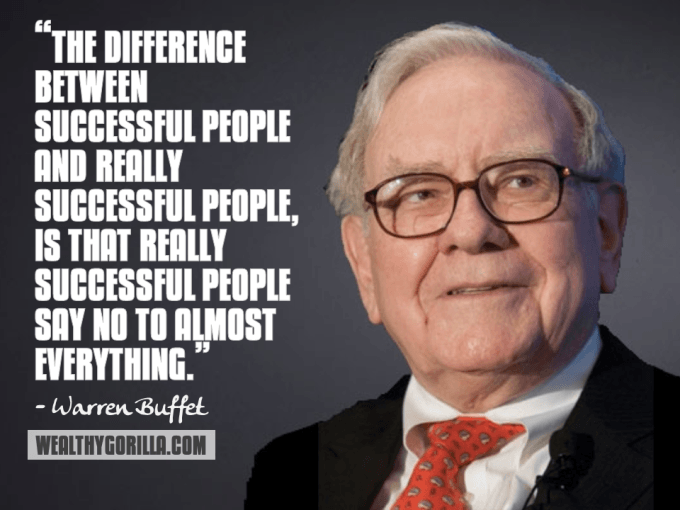 “THE DIFFERENCE
BETWEEN
SUCCESSFUL PEOPLE
AND REALLY
SUCCESSFUL PEOPLE,
IS THAT REALLY
SUCCESSFUL PEOPLE
SAY NO TO ALMOST
EVERYTHING.”
- Warren Buffet
WEALTHYGORILLA.COM